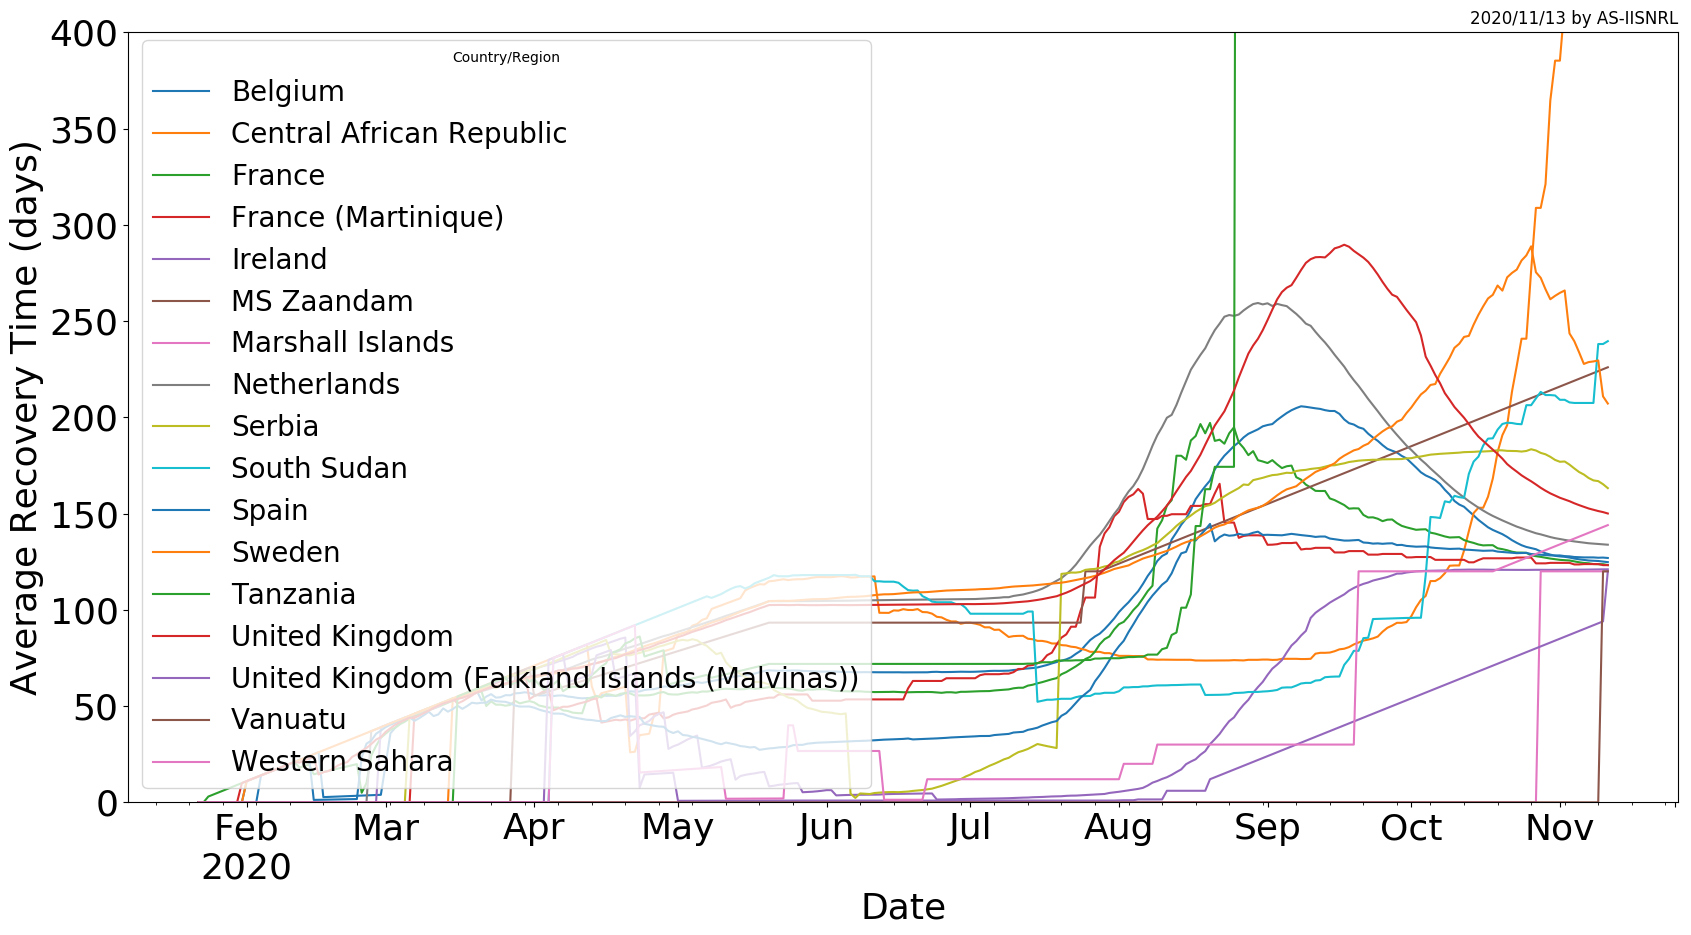 2020/11/13 by AS-IISNRL
Average Recovery Time (days)
400
350
300
250
200
150
100
50
0
Country/Region
Belgium
Central African Republic
France
France (Martinique)
Ireland
MS Zaandam
Marshall Islands
Netherlands
Serbia
South Sudan
Spain
Sweden
Tanzania
United Kingdom
United Kingdom (Falkland Islands (Malvinas))
Vanuatu
Western Sahara
Feb Mar Apr May Jun Jul Aug Sep Oct Nov
2020
Date